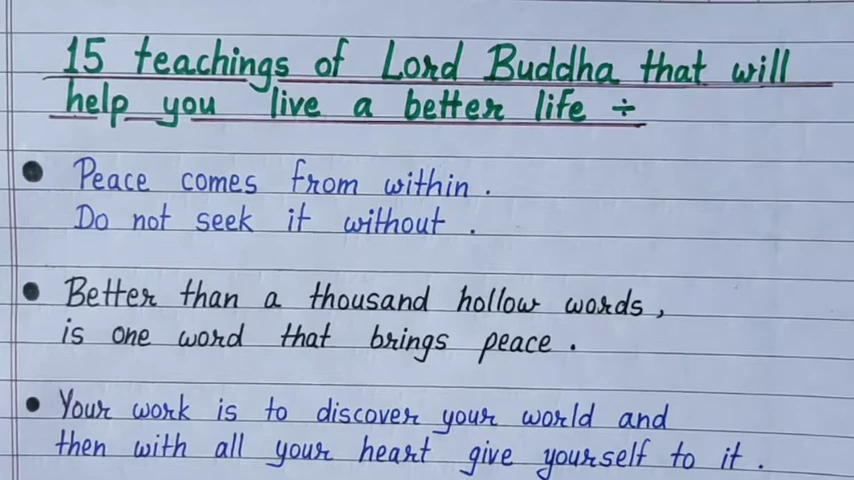 15 teachings of Lord Buddha that will
help you live a better life ÷
● Peace comes from within.
Do not seek it without.
● Better than a thousand hollow words,
is one word that brings peace.
● Your work is to discover your world and
then with all your heart give yourself to it.